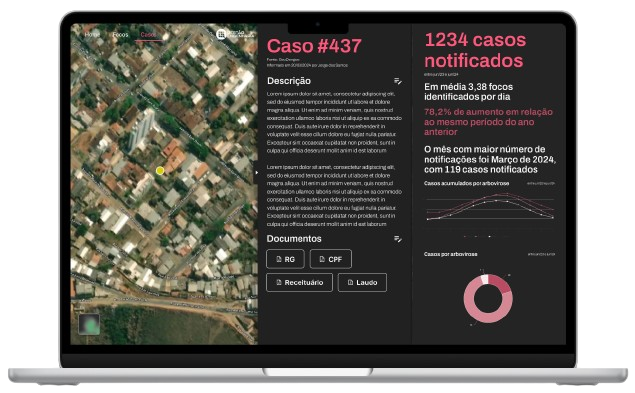 Home Focos Casos
Caso #437
Fonte: GeoDengue
Informado em 20/03/2024 por Jorge dos Santos
Descrição
Lorem ipsum dolor sit amet, consectetur adipiscing elit,
sed do eiusmod tempor incididunt ut labore et dolore
magna aliqua. Ut enim ad minim veniam, quis nostrud
exercitation ullamco laboris nisi ut aliquip ex ea commodo
consequat. Duis aute irure dolor in reprehenderit in
voluptate velit esse cillum dolore eu fugiat nulla pariatur.
Excepteur sint occaecat cupidatat non proident, sunt in
culpa qui officia deserunt mollit anim id est laborum
Lorem ipsum dolor sit amet, consectetur adipiscing elit,
sed do eiusmod tempor incididunt ut labore et dolore
magna aliqua. Ut enim ad minim veniam, quis nostrud
exercitation ullamco laboris nisi ut aliquip ex ea commodo
consequat. Duis aute irure dolor in reprehenderit in
voluptate velit esse cillum dolore eu fugiat nulla pariatur.
Excepteur sint occaecat cupidatat non proident, sunt in
culpa qui officia deserunt mollit anim id est laborum
Documentos
RG CPF
Receituário Laudo
1234 casos
notificados
Em média 3,38 focos
identificados por dia
78,2% de aumento em relação
ao mesmo período do ano
anterior
O mês com maior número de
notificações foi Março de 2024,
com 119 casos notificados
Casos acumulados por arbovirose
Casos por arbovirose